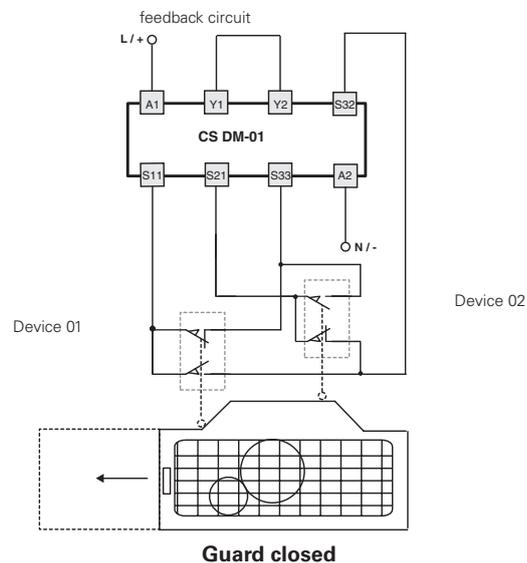 feedback circuit
L / +
A1
Y1
Y2
S32
CS DM-01
S11
S21
S33
A2
N / -
Device 02
Device 01
Guard closed